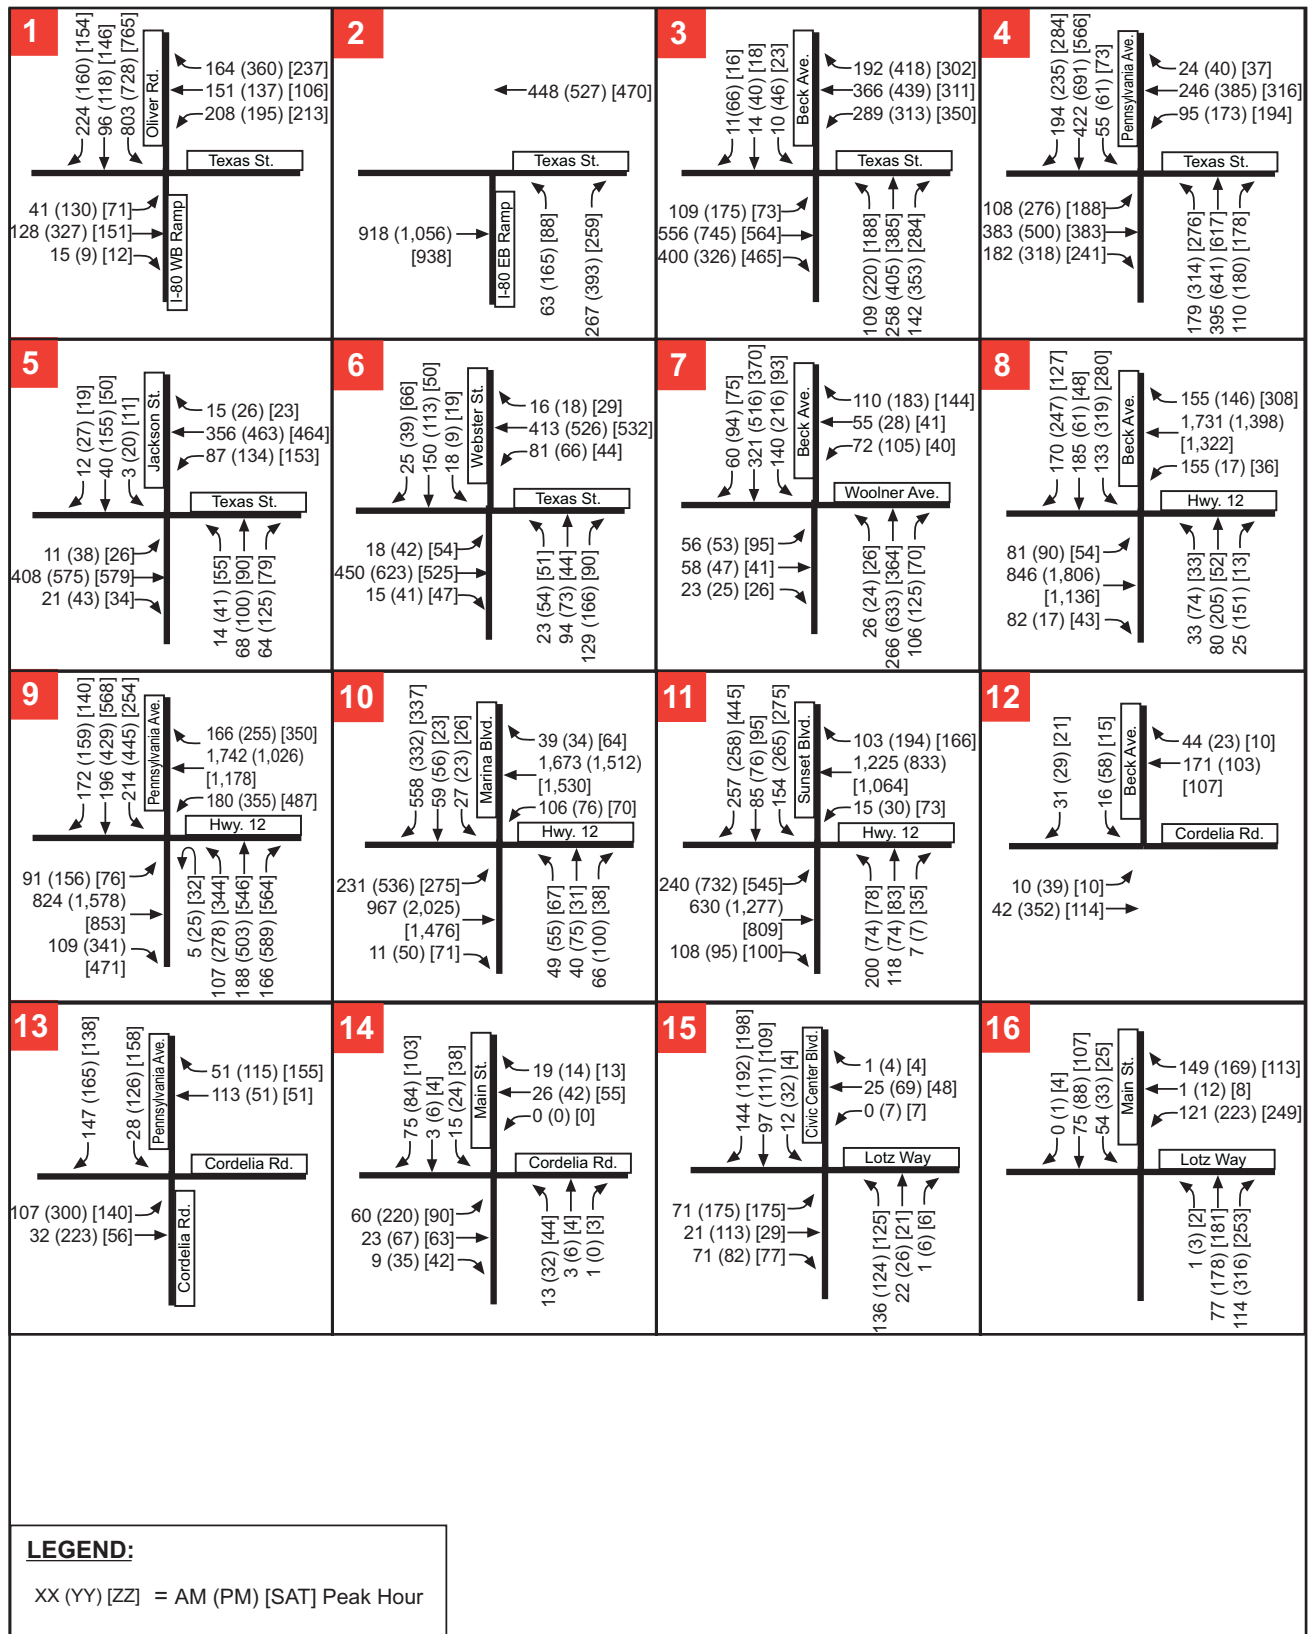 1
224 (160) [154]
96 (118) [146]
803 (728) [765]
Oliver Rd.
164 (360) [237]
151 (137) [106]
208 (195) [213]
Texas St.
41 (130) [71]
128 (327) [151]
15 (9) [12]
I-80 WB Ramp
2
448 (527) [470]
Texas St.
918 (1,056)
[938]
I-80 EB Ramp
63 (165) [88]
267 (393) [259]
3
11(66) [16]
14 (40) [18]
10 (46) [23]
Beck Ave.
192 (418) [302]
366 (439) [311]
289 (313) [350]
Texas St.
109 (175) [73]
556 (745) [564]
400 (326) [465]
109 (220) [188]
258 (405) [385]
142 (353) [284]
4
194 (235) [284]
422 (691) [566]
55 (61) [73]
Pennsylvania Ave.
24 (40) [37]
246 (385) [316]
95 (173) [194]
Texas St.
108 (276) [188]
383 (500) [383]
182 (318) [241]
179 (314) [276]
395 (641) [617]
110 (180) [178]
5
12 (27) [19]
40 (155) [50]
3 (20) [11]
Jackson St.
15 (26) [23]
356 (463) [464]
87 (134) [153]
Texas St.
11 (38) [26]
408 (575) [579]
21 (43) [34]
14 (41) [55]
68 (100) [90]
64 (125) [79]
6
25 (39) [66]
150 (113) [50]
18 (9) [19]
Webster St.
16 (18) [29]
413 (526) [532]
81 (66) [44]
Texas St.
18 (42) [54]
450 (623) [525]
15 (41) [47]
23 (54) [51]
94 (73) [44]
129 (166) [90]
7
60 (94) [75]
321 (516) [370]
140 (216) [93]
Beck Ave.
110 (183) [144]
55 (28) [41]
72 (105) [40]
Woolner Ave.
56 (53) [95]
58 (47) [41]
23 (25) [26]
26 (24) [26]
266 (633) [364]
106 (125) [70]
8
170 (247) [127]
185 (61) [48]
133 (319) [280]
Beck Ave.
155 (146) [308]
1,731 (1,398)
[1,322]
155 (17) [36]
Hwy. 12
81 (90) [54]
846 (1,806)
[1,136]
82 (17) [43]
33 (74) [33]
80 (205) [52]
25 (151) [13]
9
172 (159) [140]
196 (429) [568]
214 (445) [254]
Pennsylvania Ave.
166 (255) [350]
1,742 (1,026)
[1,178]
180 (355) [487]
Hwy. 12
91 (156) [76]
824 (1,578)
[853]
109 (341)
[471]
5 (25) [32]
107 (278) [344]
188 (503) [546]
166 (589) [564]
10
558 (332) [337]
59 (56) [23]
27 (23) [26]
Marina Blvd.
39 (34) [64]
1,673 (1,512)
[1,530]
106 (76) [70]
Hwy. 12
231 (536) [275]
967 (2,025)
[1,476]
11 (50) [71]
49 (55) [67]
40 (75) [31]
66 (100) [38]
11
257 (258) [445]
85 (76) [95]
154 (265) [275]
Sunset Blvd.
103 (194) [166]
1,225 (833)
[1,064]
15 (30) [73]
Hwy. 12
240 (732) [545]
630 (1,277)
[809]
108 (95) [100]
200 (74) [78]
118 (74) [83]
7 (7) [35]
12
31 (29) [21]
16 (58) [15]
Beck Ave.
44 (23) [10]
171 (103)
[107]
Cordelia Rd.
10 (39) [10]
42 (352) [114]
13
147 (165) [138]
28 (126) [158]
Pennsylvania Ave.
51 (115) [155]
113 (51) [51]
Cordelia Rd.
107 (300) [140]
32 (223) [56]
Cordelia Rd.
14
75 (84) [103]
3 (6) [4]
15 (24) [38]
Main St.
19 (14) [13]
26 (42) [55]
0 (0) [0]
Cordelia Rd.
60 (220) [90]
23 (67) [63]
9 (35) [42]
13 (32) [44]
3 (6) [4]
1 (0) [3]
15
144 (192) [198]
97 (111) [109]
12 (32) [4]
Civic Center Blvd.
1 (4) [4]
25 (69) [48]
0 (7) [7]
Lotz Way
71 (175) [175]
21 (113) [29]
71 (82) [77]
136 (124) [125]
22 (26) [21]
1 (6) [6]
16
0 (1) [4]
75 (88) [107]
54 (33) [25]
Main St.
149 (169) [113]
1 (12) [8]
121 (223) [249]
Lotz Way
1 (3) [2]
77 (178) [181]
114 (316) [253]
LEGEND:
XX (YY) [ZZ] = AM (PM) [SAT] Peak Hour